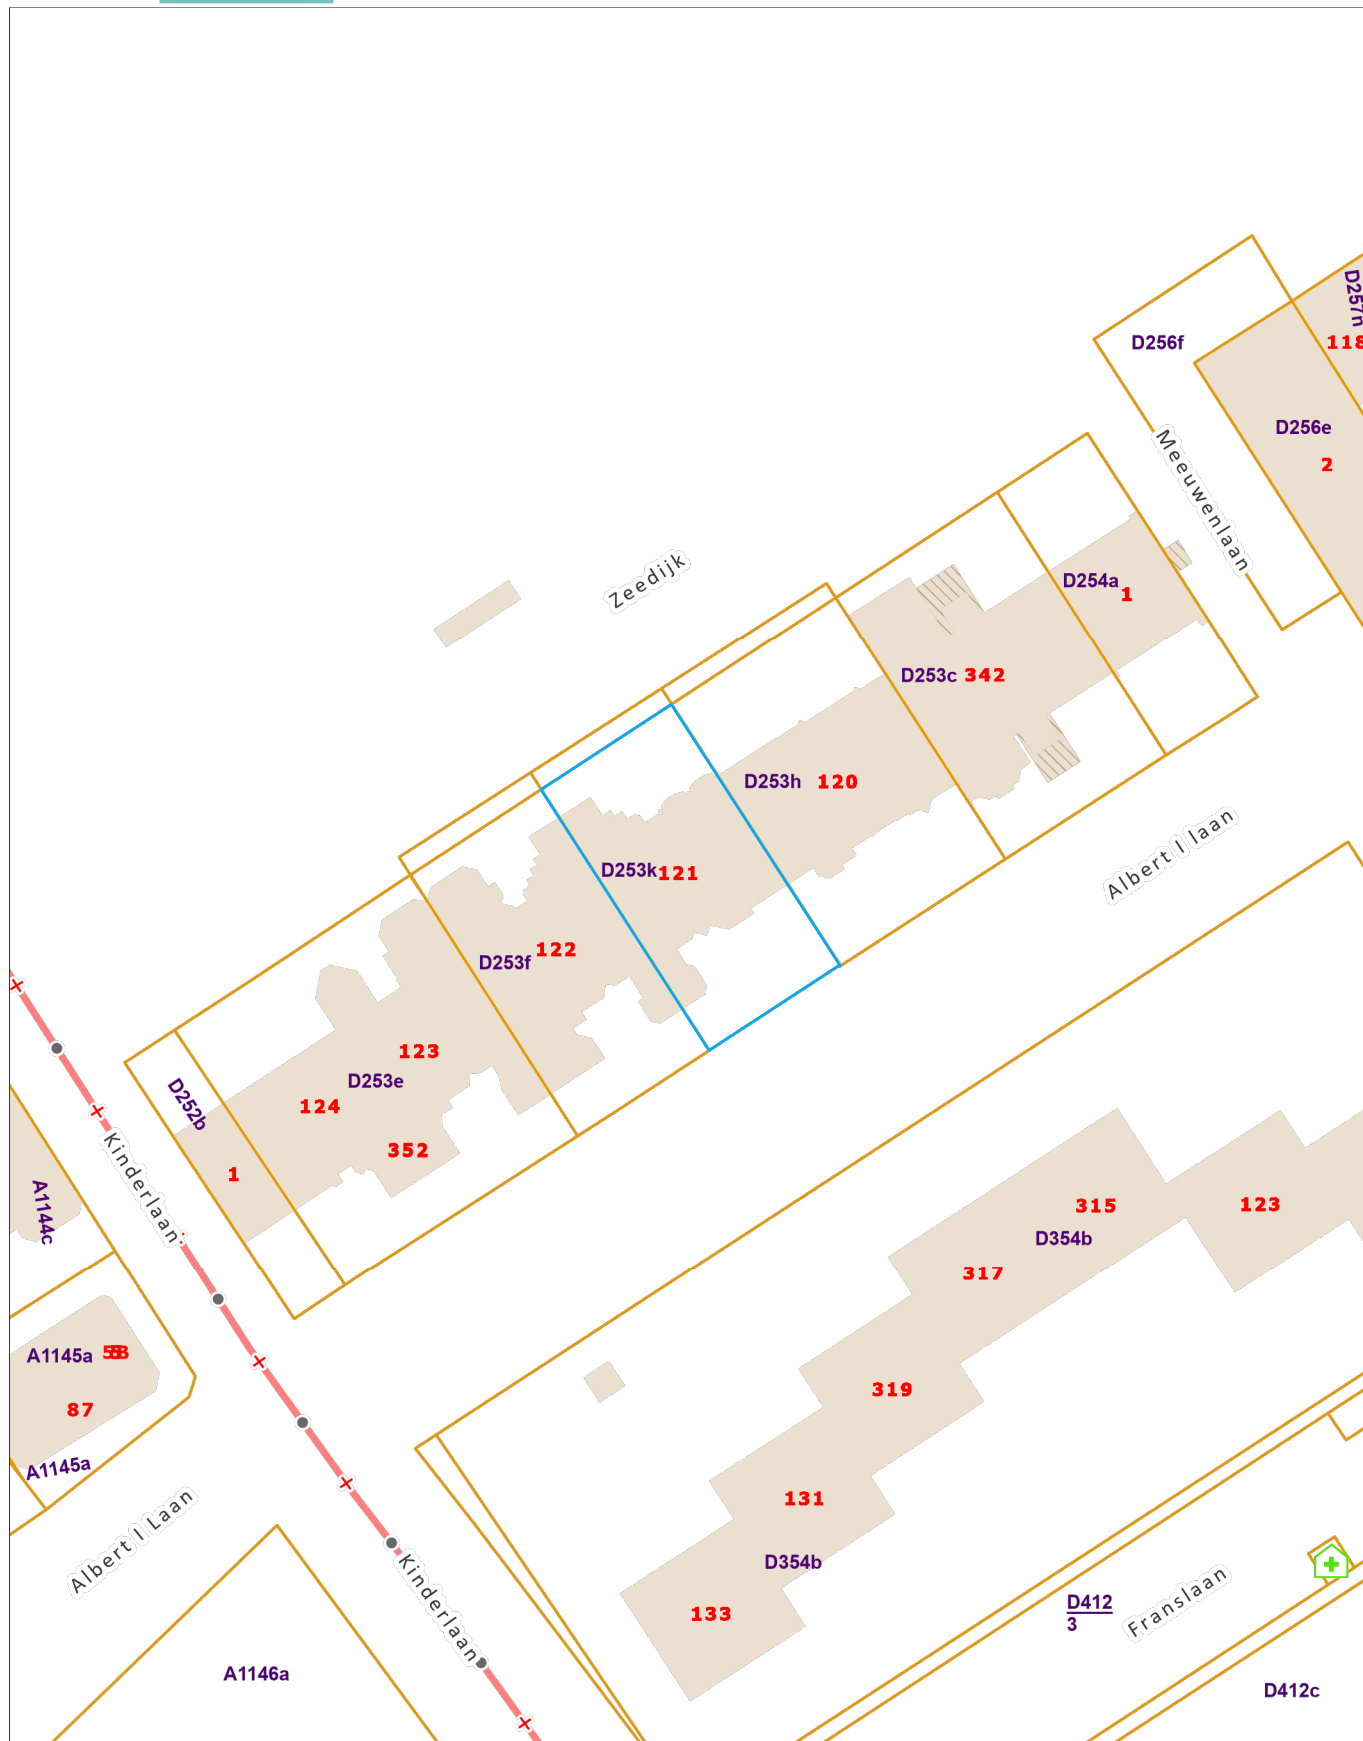 D257n
118
D256f
D256e
2
Meeuwenlaan
Zeedijk
D254a
1
D253c 342
D253h 120
Albert I laan
D253k 121
122
D253f
123
D253e
124
D252b
352
1
Kinderlaan
A1144c
315
123
D354b
317
A1145a
87
319
A1145a
131
Albert I Laan
D354b
Kinderlaan
133
D412
3
Franslaan
A1146a
D412c